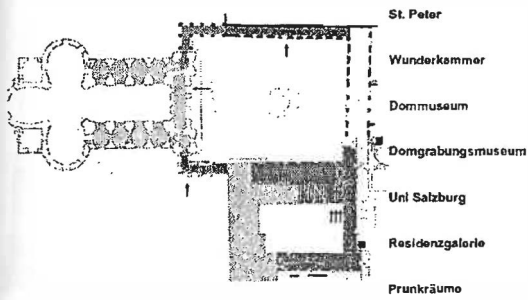 St. Peter
Wunderkammer
Dommuseum
Domgrabungsmuseum
Uni Salzburg
Residenzgalerie
Prunkräume